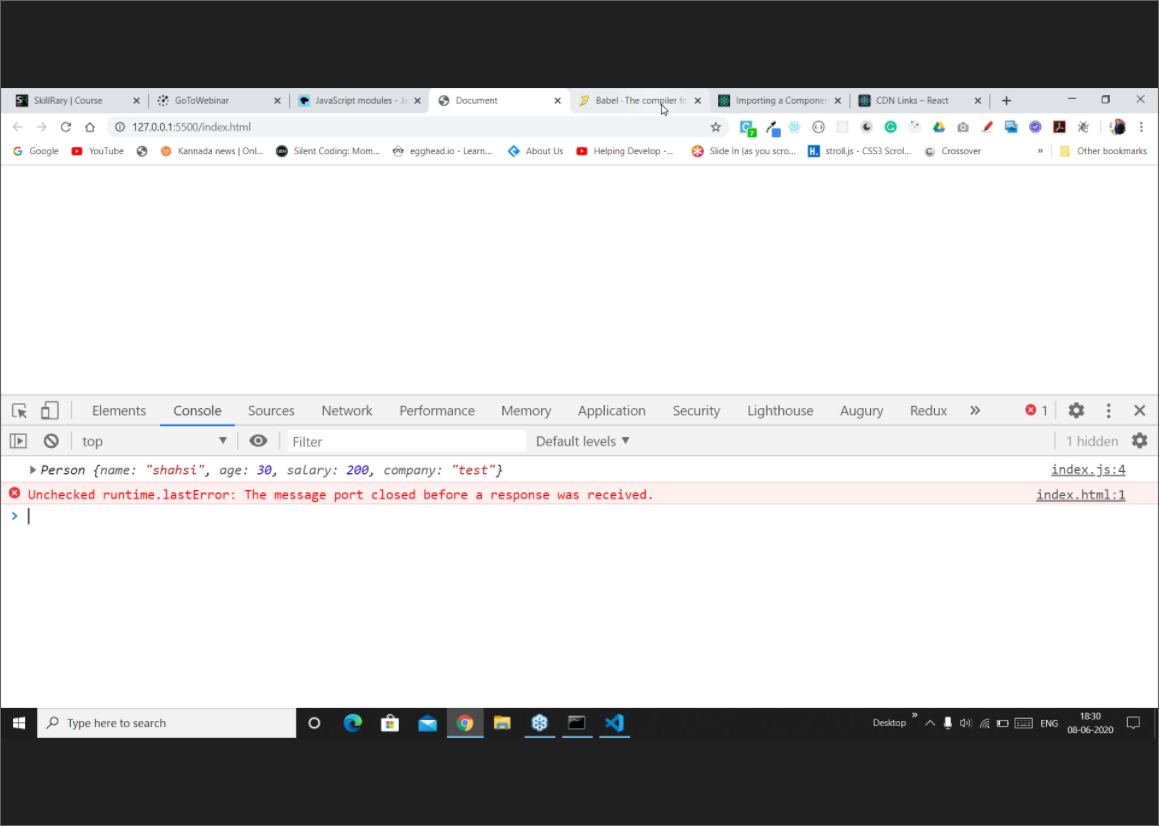 SkillRary | Course
GoToWebinar
JavaScript modules - Ja
Document
Babel · The compiler fo
Importing a Componen
CDN Links – React
127.0.0.1:5500/index.html
7
Google
YouTube
Kannada news | Onl...
Silent Coding: Mom...
egghead.io - Learn...
About Us
Helping Develop -...
Slide In (as you scro...
H.
stroll.js - CSS3 Scrol...
Crossover
»
Other bookmarks
Elements
Console
Sources
Network
Performance
Memory
Application
Security
Lighthouse
Augury
Redux
»
1
top
Filter
Default levels ▼
1 hidden
Person {name: "shahsi", age: 30, salary: 200, company: "test"}
index.js:4
Unchecked runtime.lastError: The message port closed before a response was received.
index.html:1
>
Type here to search
Desktop
»
ENG
18:30
08-06-2020